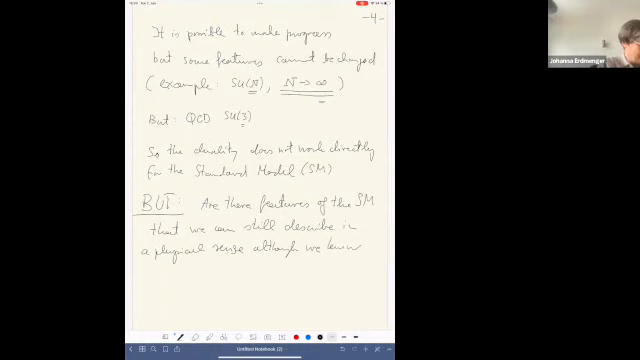 -4-
It is possible to make progress
but some features cannot be changed
(example: SU(N), N → ∞ )
But: QCD SU(3)
So the duality does not work directly
for the Standard Model (SM)
BUT: Are there features of the SM
that we can still describe in
a physical sense although we know
Johanna Erdmenger
Untitled Notebook (2)